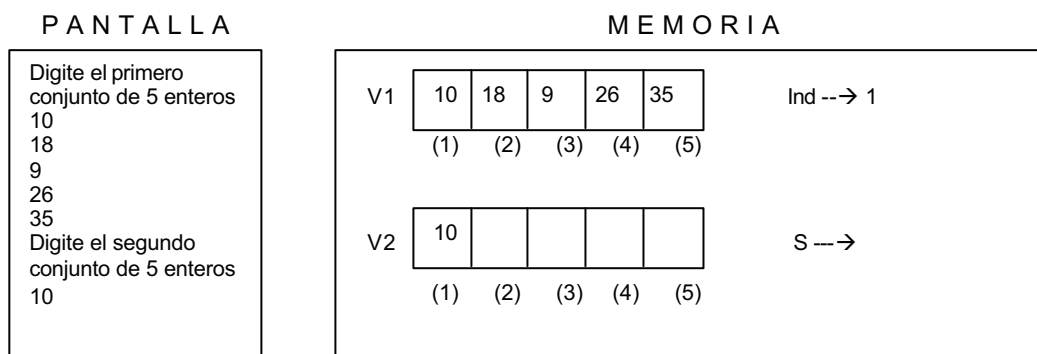 PANTALLA
MEMORIA
Digite el primero
conjunto de 5 enteros
10
18
9
26
35
Digite el segundo
conjunto de 5 enteros
10
V1 10 18 9 26 35 Ind --→ 1
(1) (2) (3) (4) (5)
V2 10 S ---→
(1) (2) (3) (4) (5)